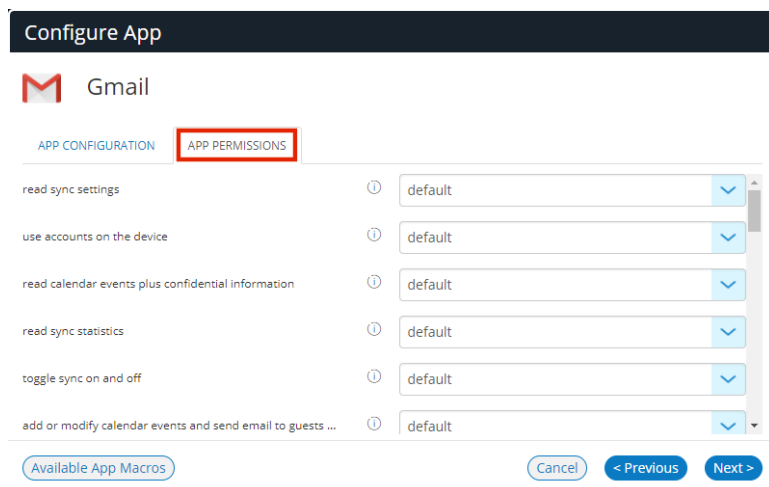 Configure App
Gmail
APP CONFIGURATION APP PERMISSIONS
read sync settings default
use accounts on the device default
read calendar events plus confidential information default
read sync statistics default
toggle sync on and off default
add or modify calendar events and send email to guests ... default
Available App Macros Cancel < Previous Next >